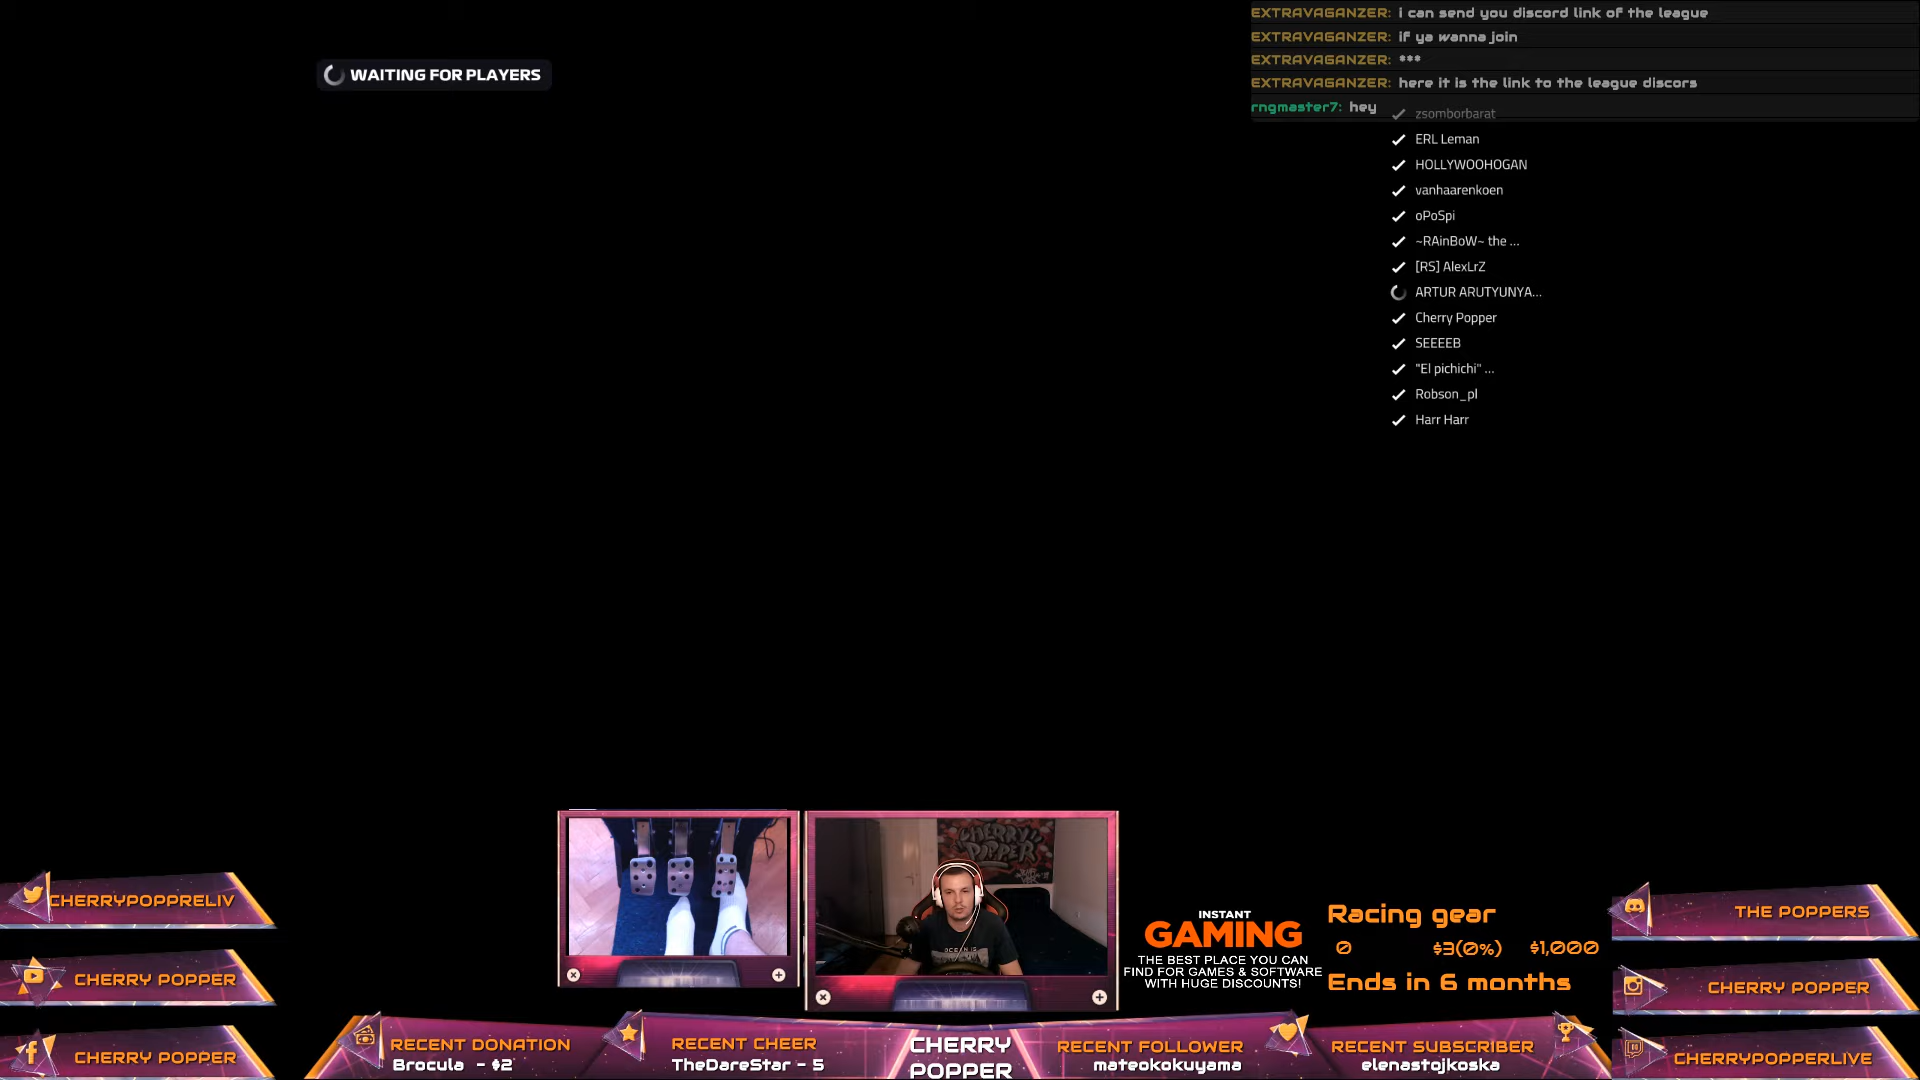 EXTRAVAGANZER: i can send you discord link of the league
EXTRAVAGANZER: if ya wanna join
EXTRAVAGANZER: ***
EXTRAVAGANZER: here it is the link to the league discors
rngmaster7: hey
WAITING FOR PLAYERS
zsomborbarat
ERL Leman
HOLLYWOOHOGAN
vanhaarenkoen
oPoSpi
~RAinBoW~ the ...
[RS] AlexLrZ
ARTUR ARUTYUNYA...
Cherry Popper
SEEEEB
"El pichichi" ...
Robson_pl
Harr Harr
CHERRY POPPER
OCEAN IS
CHERRYPOPPRELIV
CHERRY POPPER
CHERRY POPPER
INSTANT
GAMING
THE BEST PLACE YOU CAN
FIND FOR GAMES & SOFTWARE
WITH HUGE DISCOUNTS!
Racing gear
0 $3(0%) $1,000
Ends in 6 months
THE POPPERS
CHERRY POPPER
CHERRYPOPPERLIVE
RECENT DONATION
Brocula - $2
RECENT CHEER
TheDareStar - 5
CHERRY
POPPER
RECENT FOLLOWER
mateokokuyama
RECENT SUBSCRIBER
elenastojkoska